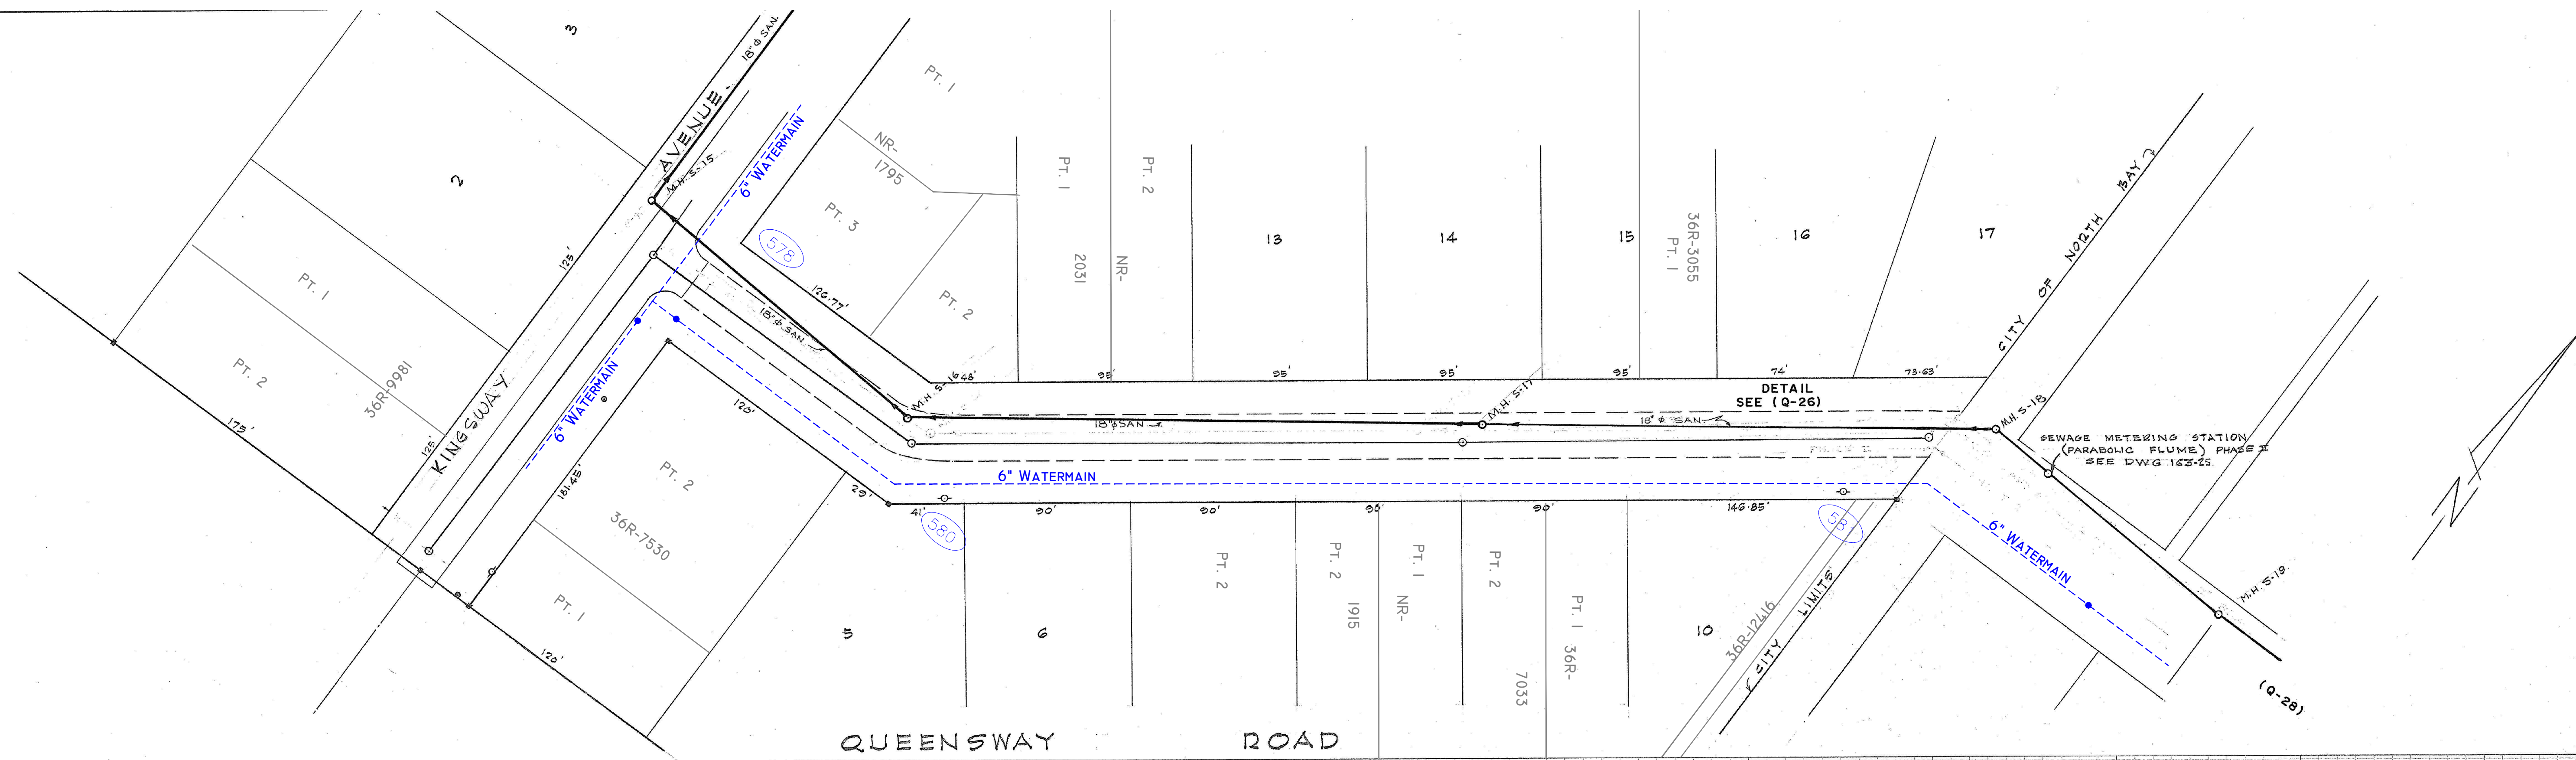 3
18" ϕ SAN.
AVENUE.
M.H. S-15
6" WATERMAIN
PT. 1
NR-
1795
PT. 3
PT. 2
578
126.77'
18" ϕ SAN.
2
125'
PT. 1
PT. 2
36R-9981
175'
KINGSWAY
125'
6" WATERMAIN
181.45'
120'
PT. 2
36R-7530
PT. 1
120'
29'
5
PT. 1
2031
PT. 2
NR-
13
14
15
36R-3055
PT. 1
16
17
M.H. S-16
48'
95'
95'
95'
95'
74'
73.63'
DETAIL
SEE (Q-26)
M.H. S-17
18" ϕ SAN
18" ϕ SAN
6" WATERMAIN
CITY OF NORTH BAY
M.H. S-18
SEWAGE METERING STATION
(PARABOLIC FLUME) PHASE II
SEE DWG 163-25
41'
580
90'
90'
90'
90'
146.85'
581
6
PT. 2
PT. 2
1915
PT. 1
NR-
PT. 2
7033
PT. 1
36R-
10
36R-12416
CITY LIMITS
6" WATERMAIN
M.H. S-19
(Q-28)
N
QUEENSWAY ROAD